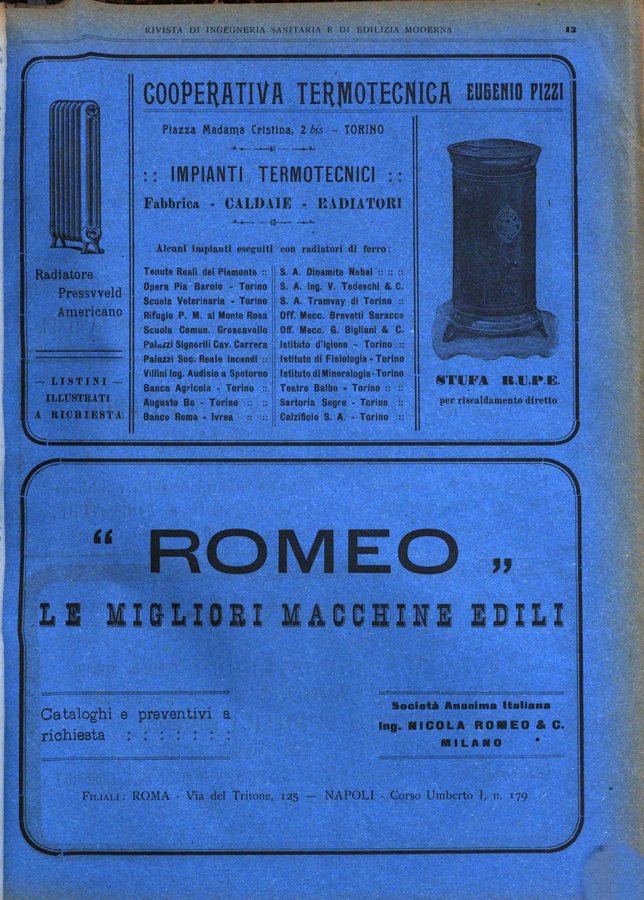 RIVISTA DI INGEGNERIA SANITARIA E DI EDILIZIA MODERNA 13
COOPERATIVA TERMOTECNICA EUGENIO PIZZI
Piazza Madama Cristina, 2 bis – TORINO
:: IMPIANTI TERMOTECNICI ::
Fabbrica - CALDAIE - RADIATORI
Alcuni impianti eseguiti con radiatori di ferro:
Tenute Reali del Piemonte ::
Opera Pia Barolo - Torino
Scuola Veterinaria - Torino
Rifugio P. M. al Monte Rosa
Scuola Comun. Groscavallo
Palazzi Signorili Cav. Carrera
Palazzi Soc. Reale Incendi ::
Villini Ing. Audisio a Spotorno
Banca Agricola - Torino ::
Augusto Bo - Torino :: ::
Banco Roma - Ivrea :: ::
S. A. Dinamite Nobel :: :: ::
S. A. Ing. V. Tedeschi & C.
S. A. Tramvay di Torino ::
Off. Mecc. Brevetti Saracco
Off. Mecc. G. Bigliani & C.
Istituto d'igiene - Torino ::
Istituto di Fisiologia - Torino
Istituto di Mineralogia - Torino
Teatro Balbo - Torino ::
Sartoria Segre - Torino ::
Calzificio S. A. - Torino ::
Radiatore
Pressvveld
Americano
— LISTINI —
ILLUSTRATI
A RICHIESTA
STUFA R.U.P.E.
per riscaldamento diretto
“ ROMEO „
LE MIGLIORI MACCHINE EDILI
Cataloghi e preventivi a
richiesta : : : : : : :
Società Anonima Italiana
Ing. NICOLA ROMEO & C.
MILANO
FILIALI: ROMA - Via del Tritone, 125 — NAPOLI - Corso Umberto I, n. 179